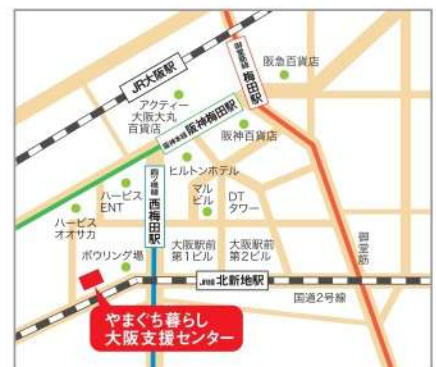 JR大阪駅
御堂筋線 梅田駅
阪急百貨店
アクティー
大阪大丸
百貨店
阪神本線 阪神梅田駅
阪神百貨店
四ツ橋線 西梅田駅
ヒルトンホテル
ハービス
ENT
マル
ビル
DT
タワー
ハービス
オオサカ
大阪駅前
第1ビル
大阪駅前
第2ビル
御堂筋
ボウリング場
JR東西線 北新地駅
国道2号線
やまぐち暮らし
大阪支援センター